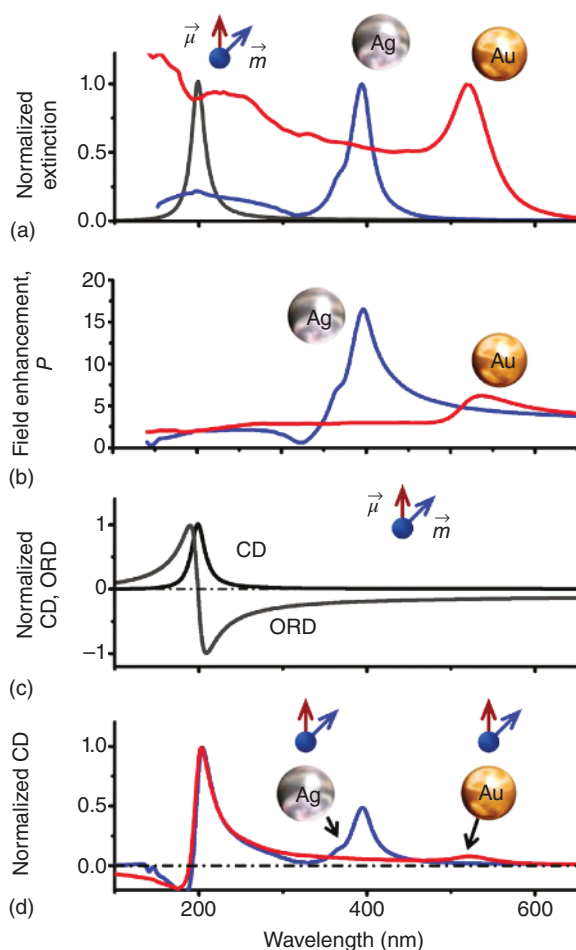 μ⃗
m⃗
Ag
Au
Normalized
extinction
1.0
0.5
0.0
(a)
Field enhancement,
P
20
15
10
5
0
Ag
Au
(b)
Normalized
CD, ORD
1
0
−1
μ⃗
m⃗
CD
ORD
(c)
Normalized CD
1.0
0.5
0.0
Ag
Au
(d)
200
400
600
Wavelength (nm)